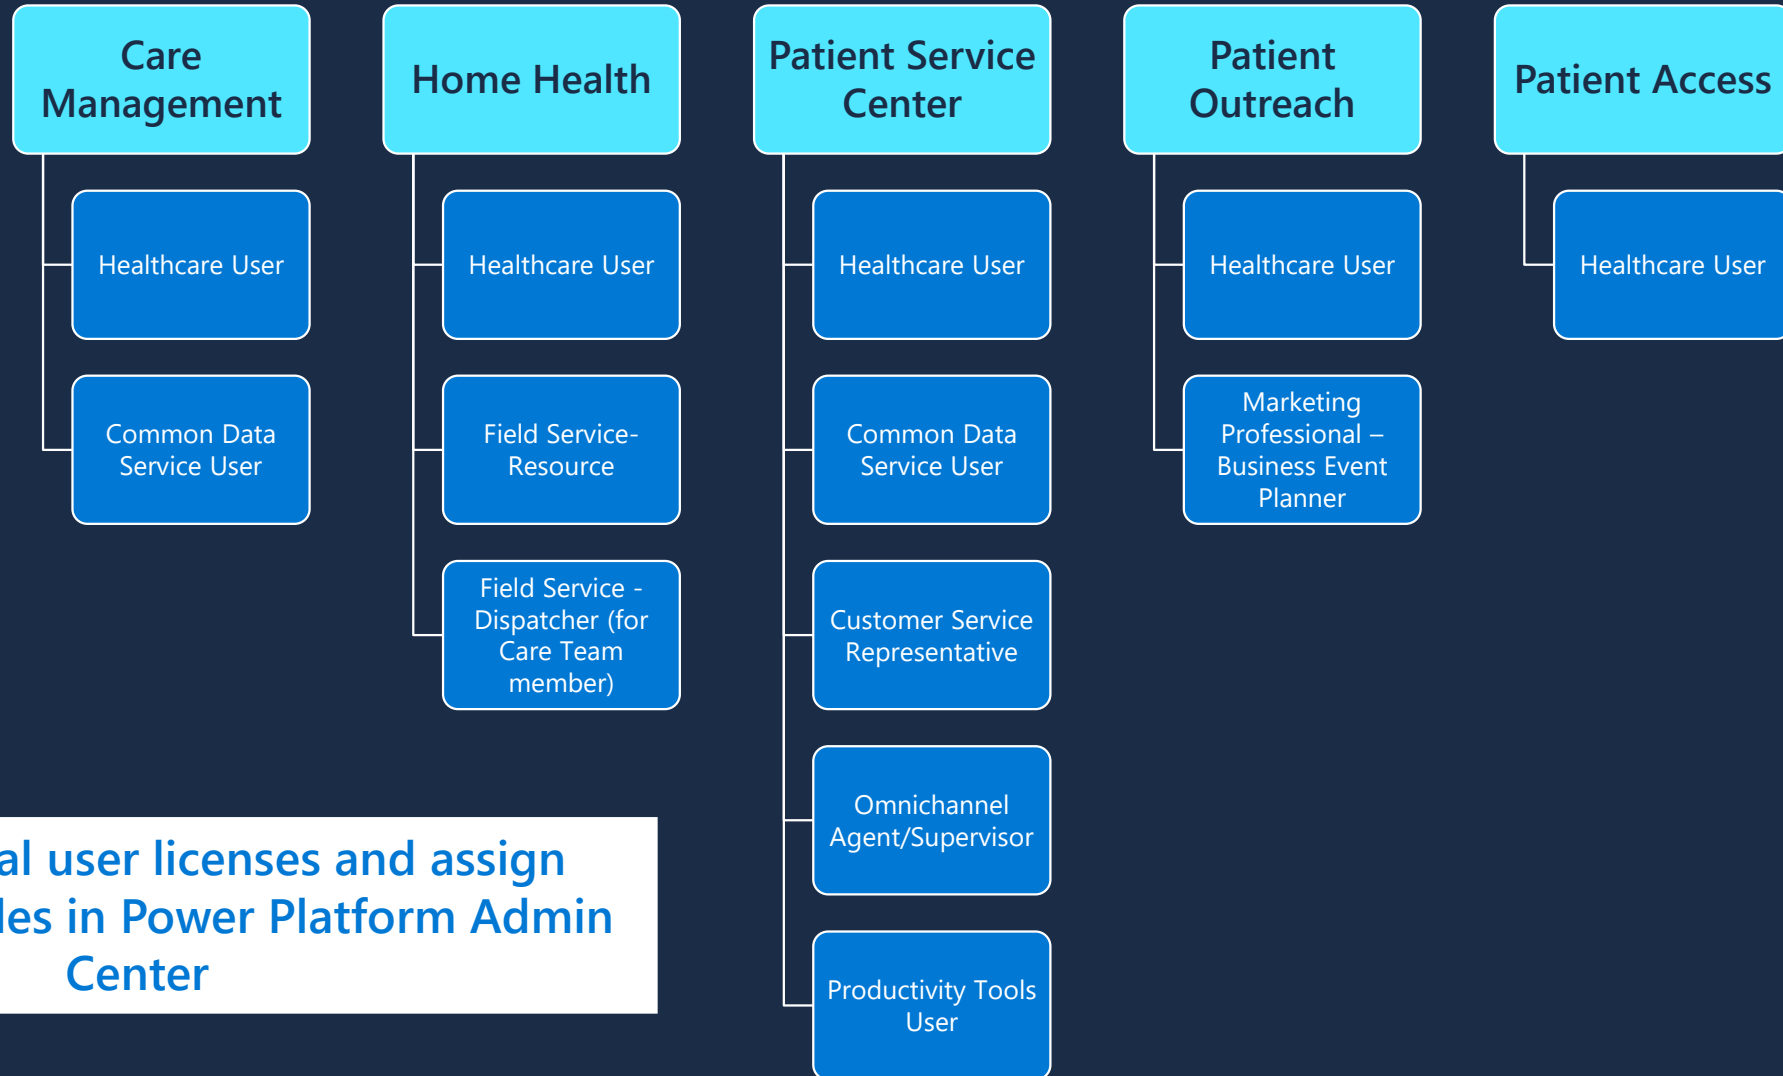 Care
Management
Healthcare User
Common Data
Service User
Home Health
Healthcare User
Field Service-
Resource
Field Service -
Dispatcher (for
Care Team
member)
Patient Service
Center
Healthcare User
Common Data
Service User
Customer Service
Representative
Omnichannel
Agent/Supervisor
Productivity Tools
User
Patient
Outreach
Healthcare User
Marketing
Professional –
Business Event
Planner
Patient Access
Healthcare User
user licenses and assign
in Power Platform Admin
Center